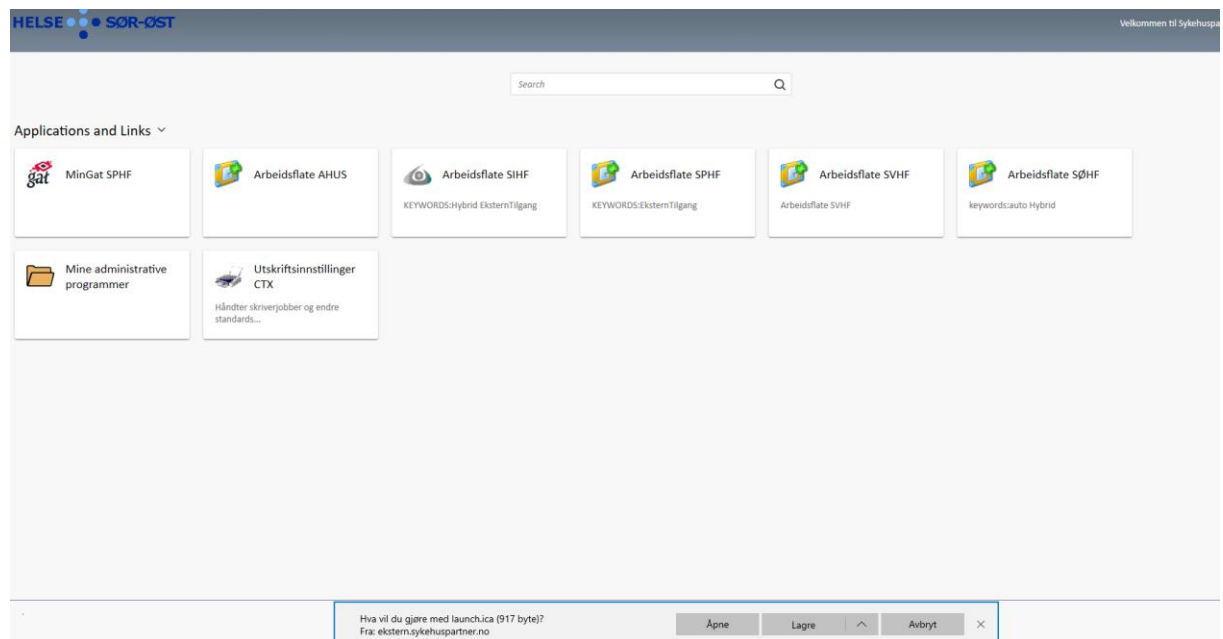 HELSE SØR-ØST
Velkommen til Sykehuspa
Search
Applications and Links
gat
MinGat SPHF
Arbeidsflate AHUS
Arbeidsflate SIHF
KEYWORDS:Hybrid EksternTilgang
Arbeidsflate SPHF
KEYWORDS:EksternTilgang
Arbeidsflate SVHF
Arbeidsflate SVHF
Arbeidsflate SØHF
keywords:auto Hybrid
Mine administrative
programmer
Utskriftsinnstillinger
CTX
Håndter skriverjobber og endre
standards...
Hva vil du gjøre med launch.ica (917 byte)?
Fra: ekstern.sykehuspartner.no
Åpne
Lagre
Avbryt